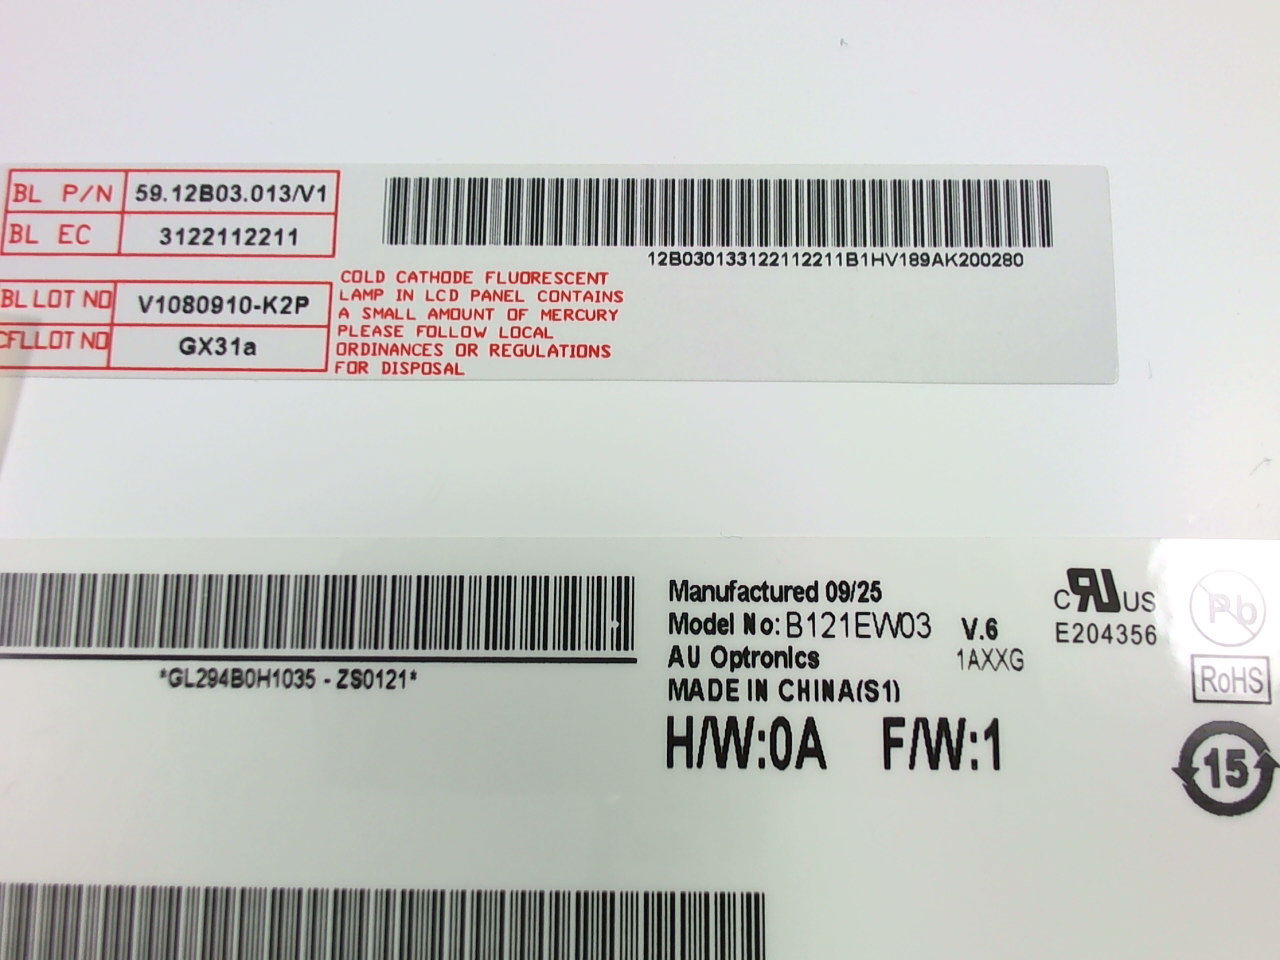 BL P/N 59.12B03.013/V1
BL EC 3122112211
BL LOT NO V1080910-K2P
CFLLOT NO GX31a
COLD CATHODE FLUORESCENT
LAMP IN LCD PANEL CONTAINS
A SMALL AMOUNT OF MERCURY
PLEASE FOLLOW LOCAL
ORDINANCES OR REGULATIONS
FOR DISPOSAL
12B030133122112211B1HV189AK200280
*GL294B0H1035 - ZS0121*
Manufactured 09/25
Model No: B121EW03 V.6
AU Optronics 1AXXG
MADE IN CHINA(S1)
H/W:0A F/W:1
C RU US
E204356
Pb
RoHS
15